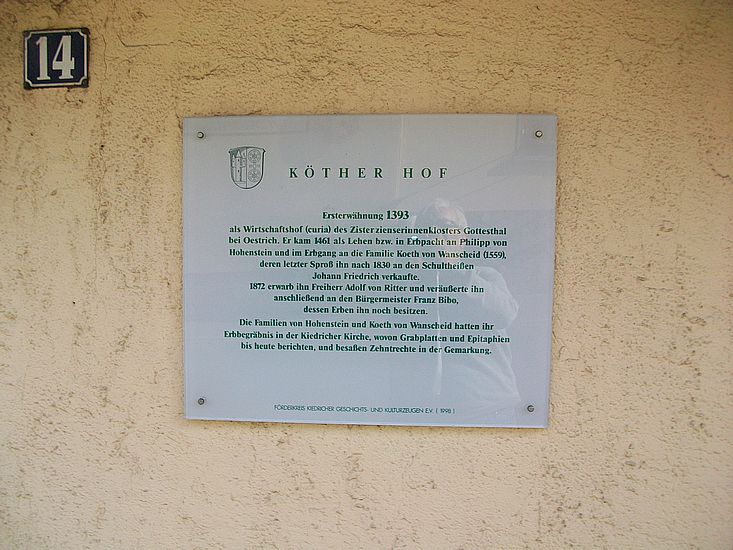 14
KÖTHER HOF
Ersterwähnung 1393
als Wirtschaftshof (curia) des Zisterzienserinnenklosters Gottesthal
bei Oestrich. Er kam 1461 als Lehen bzw. in Erbpacht an Philipp von
Hohenstein und im Erbgang an die Familie Koeth von Wanscheid (1559),
deren letzter Sproß ihn nach 1830 an den Schultheißen
Johann Friedrich verkaufte.
1872 erwarb ihn Freiherr Adolf von Ritter und veräußerte ihn
anschließend an den Bürgermeister Franz Bibo,
dessen Erben ihn noch besitzen.
Die Familien von Hohenstein und Koeth von Wanscheid hatten ihr
Erbbegräbnis in der Kiedricher Kirche, wovon Grabplatten und Epitaphien
bis heute berichten, und besaßen Zehntrechte in der Gemarkung.
FÖRDERKREIS KIEDRICHER GESCHICHTS- UND KULTURZEUGEN E.V. ( 1998 )